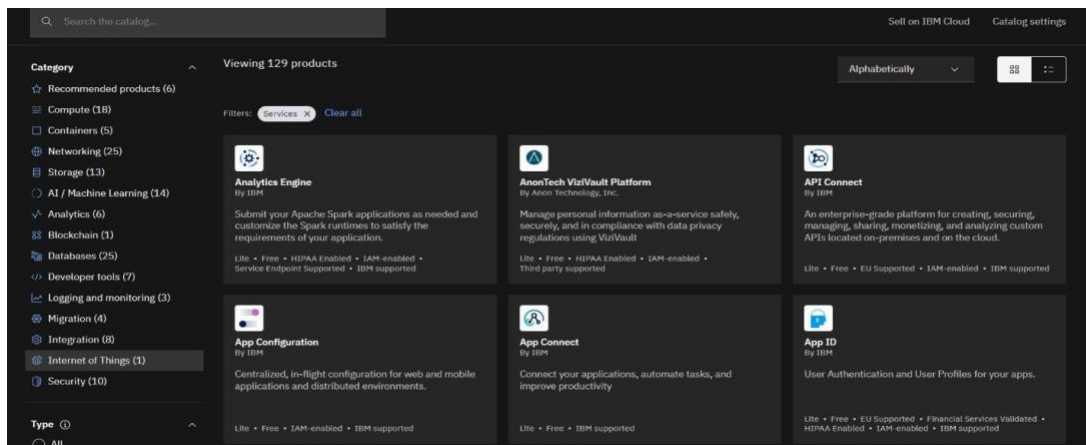 Search the catalog...
Sell on IBM Cloud
Catalog settings
Category
Recommended products (6)
Compute (18)
Containers (5)
Networking (25)
Storage (13)
AI / Machine Learning (14)
Analytics (6)
Blockchain (1)
Databases (25)
Developer tools (7)
Logging and monitoring (3)
Migration (4)
Integration (8)
Internet of Things (1)
Security (10)
Type
All
Viewing 129 products
Alphabetically
Filters: Services × Clear all
Analytics Engine
By IBM
Submit your Apache Spark applications as needed and
customize the Spark runtimes to satisfy the
requirements of your application.
Lite • Free • HIPAA Enabled • IAM-enabled •
Service Endpoint Supported • IBM supported
AnonTech ViziVault Platform
By Anon Technology, Inc.
Manage personal information as-a-service safely,
securely, and in compliance with data privacy
regulations using ViziVault
Lite • Free • HIPAA Enabled • IAM-enabled •
Third party supported
API Connect
By IBM
An enterprise-grade platform for creating, securing,
managing, sharing, monetizing, and analyzing custom
APIs located on-premises and on the cloud.
Lite • Free • EU Supported • IAM-enabled • IBM supported
App Configuration
By IBM
Centralized, in-flight configuration for web and mobile
applications and distributed environments.
Lite • Free • IAM-enabled • IBM supported
App Connect
By IBM
Connect your applications, automate tasks, and
improve productivity
Lite • Free • IBM supported
App ID
By IBM
User Authentication and User Profiles for your apps.
Lite • Free • EU Supported • Financial Services Validated •
HIPAA Enabled • IAM-enabled • IBM supported